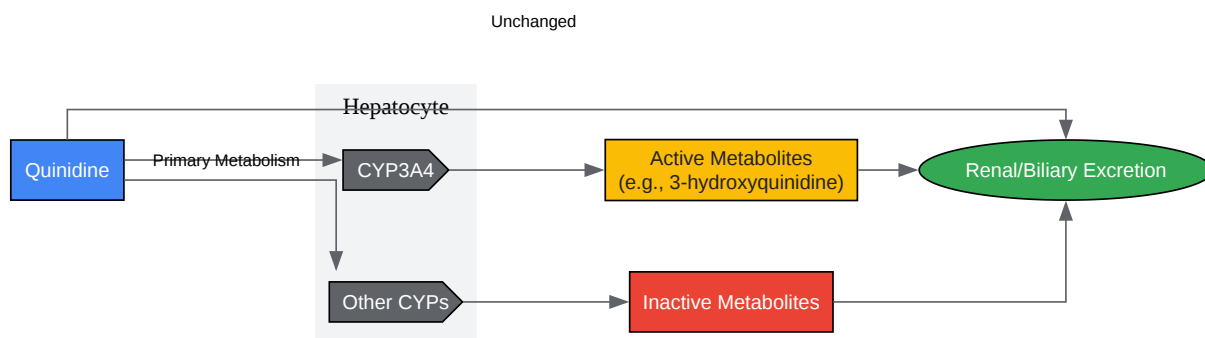 Unchanged
Hepatocyte
Quinidine
Primary Metabolism
CYP3A4
Active Metabolites
(e.g., 3-hydroxyquinidine)
Renal/Biliary Excretion
Other CYPs
Inactive Metabolites